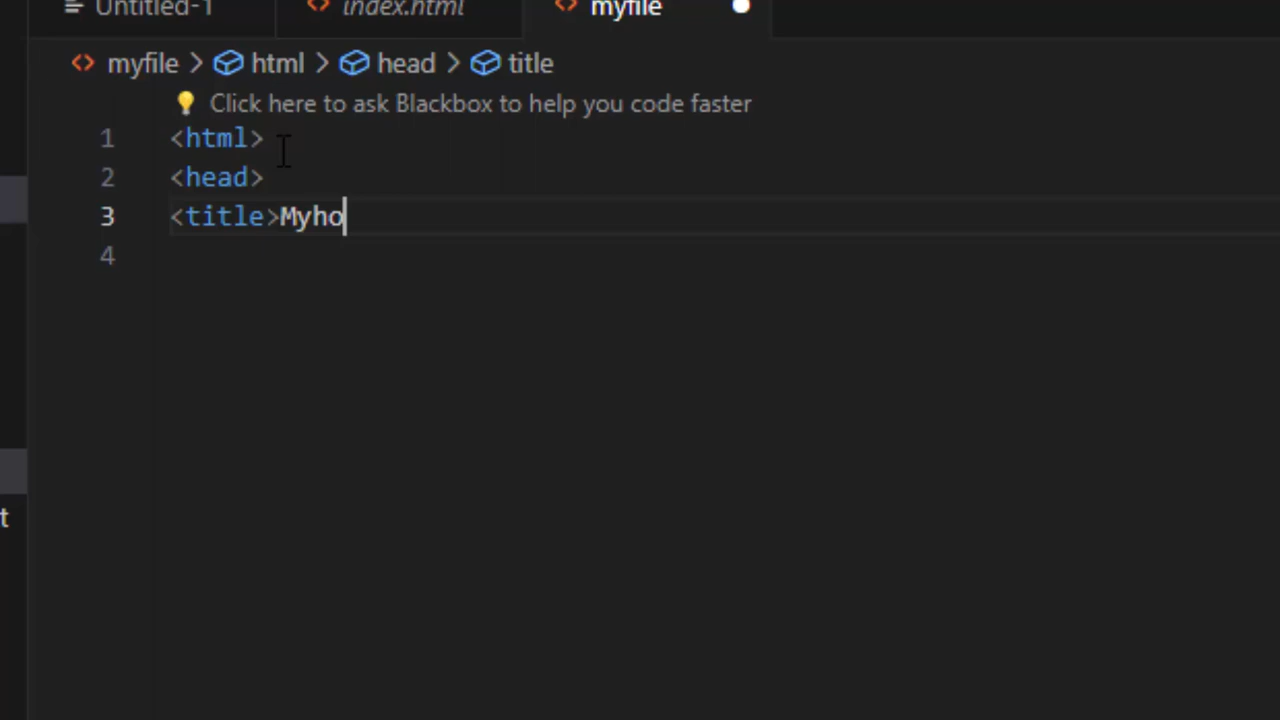 Untitled-1 index.html myfile
myfile > html > head > title
Click here to ask Blackbox to help you code faster
1 <html>
2 <head>
3 <title>Myho
4
t